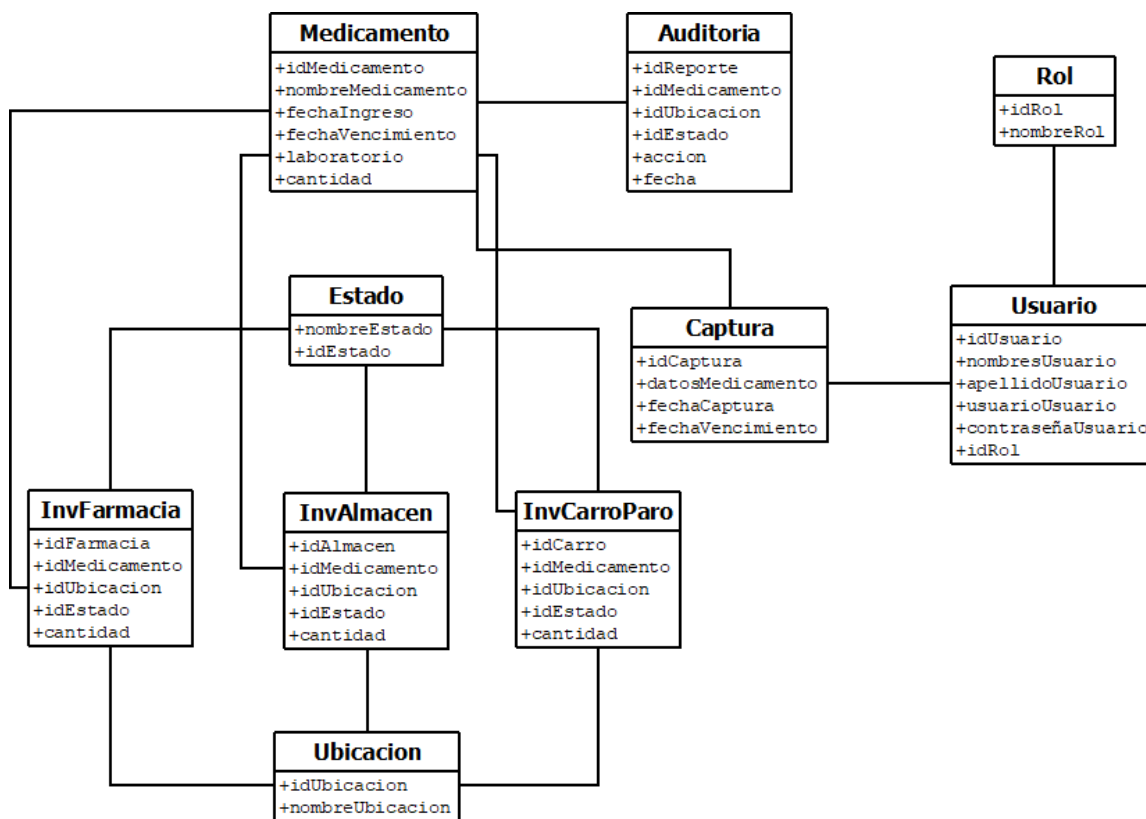 Medicamento
+idMedicamento
+nombreMedicamento
+fechaIngreso
+fechaVencimiento
+laboratorio
+cantidad
Auditoria
+idReporte
+idMedicamento
+idUbicacion
+idEstado
+accion
+fecha
Rol
+idRol
+nombreRol
Estado
+nombreEstado
+idEstado
Captura
+idCaptura
+datosMedicamento
+fechaCaptura
+fechaVencimiento
Usuario
+idUsuario
+nombresUsuario
+apellidoUsuario
+usuarioUsuario
+contraseñaUsuario
+idRol
InvFarmacia
+idFarmacia
+idMedicamento
+idUbicacion
+idEstado
+cantidad
InvAlmacen
+idAlmacen
+idMedicamento
+idUbicacion
+idEstado
+cantidad
InvCarroParo
+idCarro
+idMedicamento
+idUbicacion
+idEstado
+cantidad
Ubicacion
+idUbicacion
+nombreUbicacion